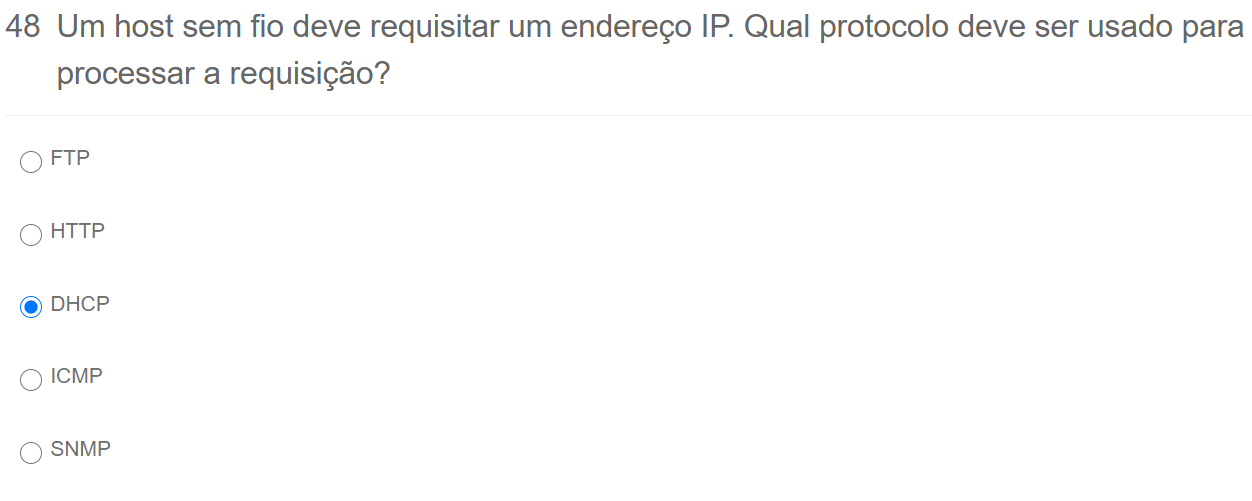 48 Um host sem fio deve requisitar um endereço IP. Qual protocolo deve ser usado para
processar a requisição?
FTP
HTTP
DHCP
ICMP
SNMP